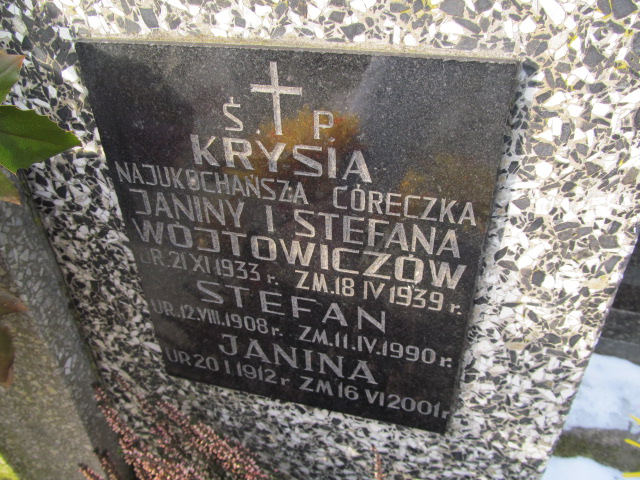 Ś. P.
KRYSIA
NAJUKOCHAŃSZA CÓRECZKA
JANINY I STEFANA
WÓJTOWICZÓW
UR. 21 XI 1933 r. ZM. 18 IV 1939 r.
STEFAN
UR. 12. VIII. 1908 r. ZM. 11. IV. 1990 r.
JANINA
UR 20 I 1912 r ZM 16 VI 2001 r